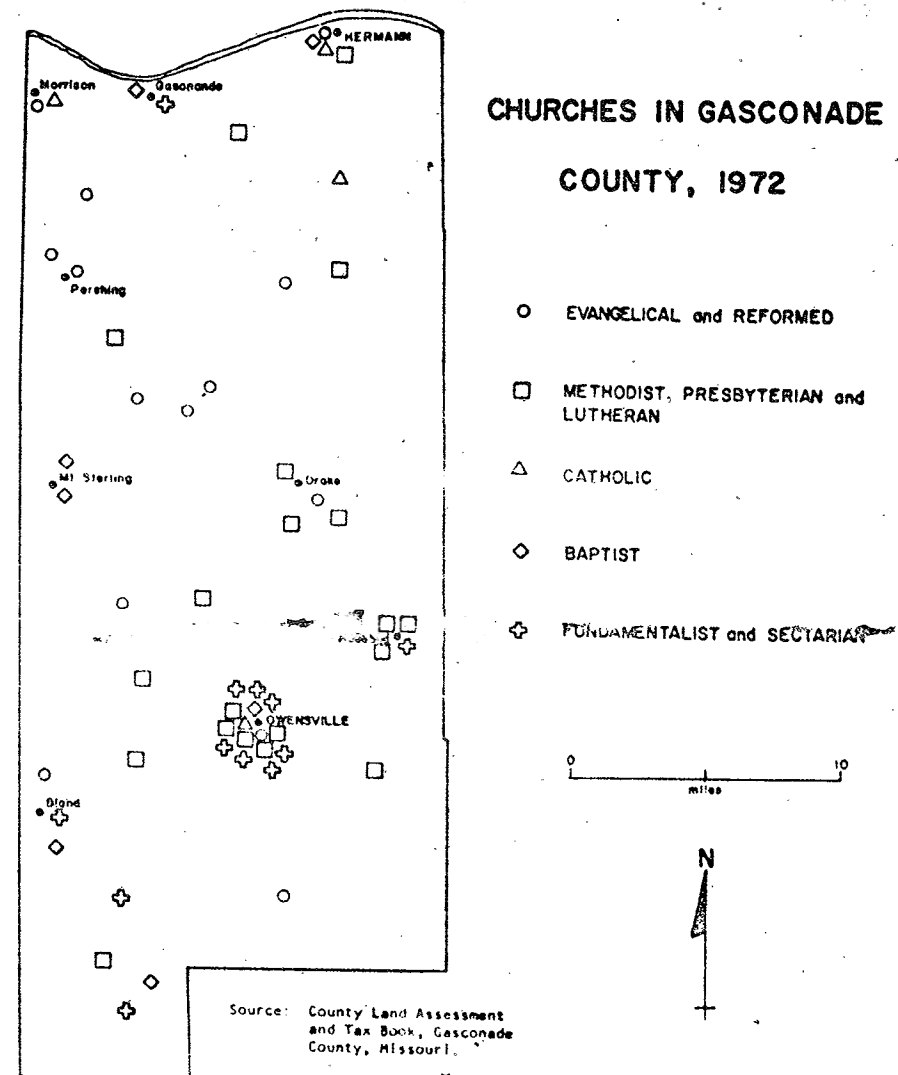 HERMANN
Morrison
Gasonande
CHURCHES IN GASCONADE
COUNTY, 1972
Pershing
EVANGELICAL and REFORMED
METHODIST, PRESBYTERIAN and
LUTHERAN
Mt Sterling
Drake
CATHOLIC
BAPTIST
FUNDAMENTALIST and SECTARIAN
OWENSVILLE
0
10
miles
Bland
N
Source: County Land Assessment
and Tax Book, Gasconade
County, Missouri.